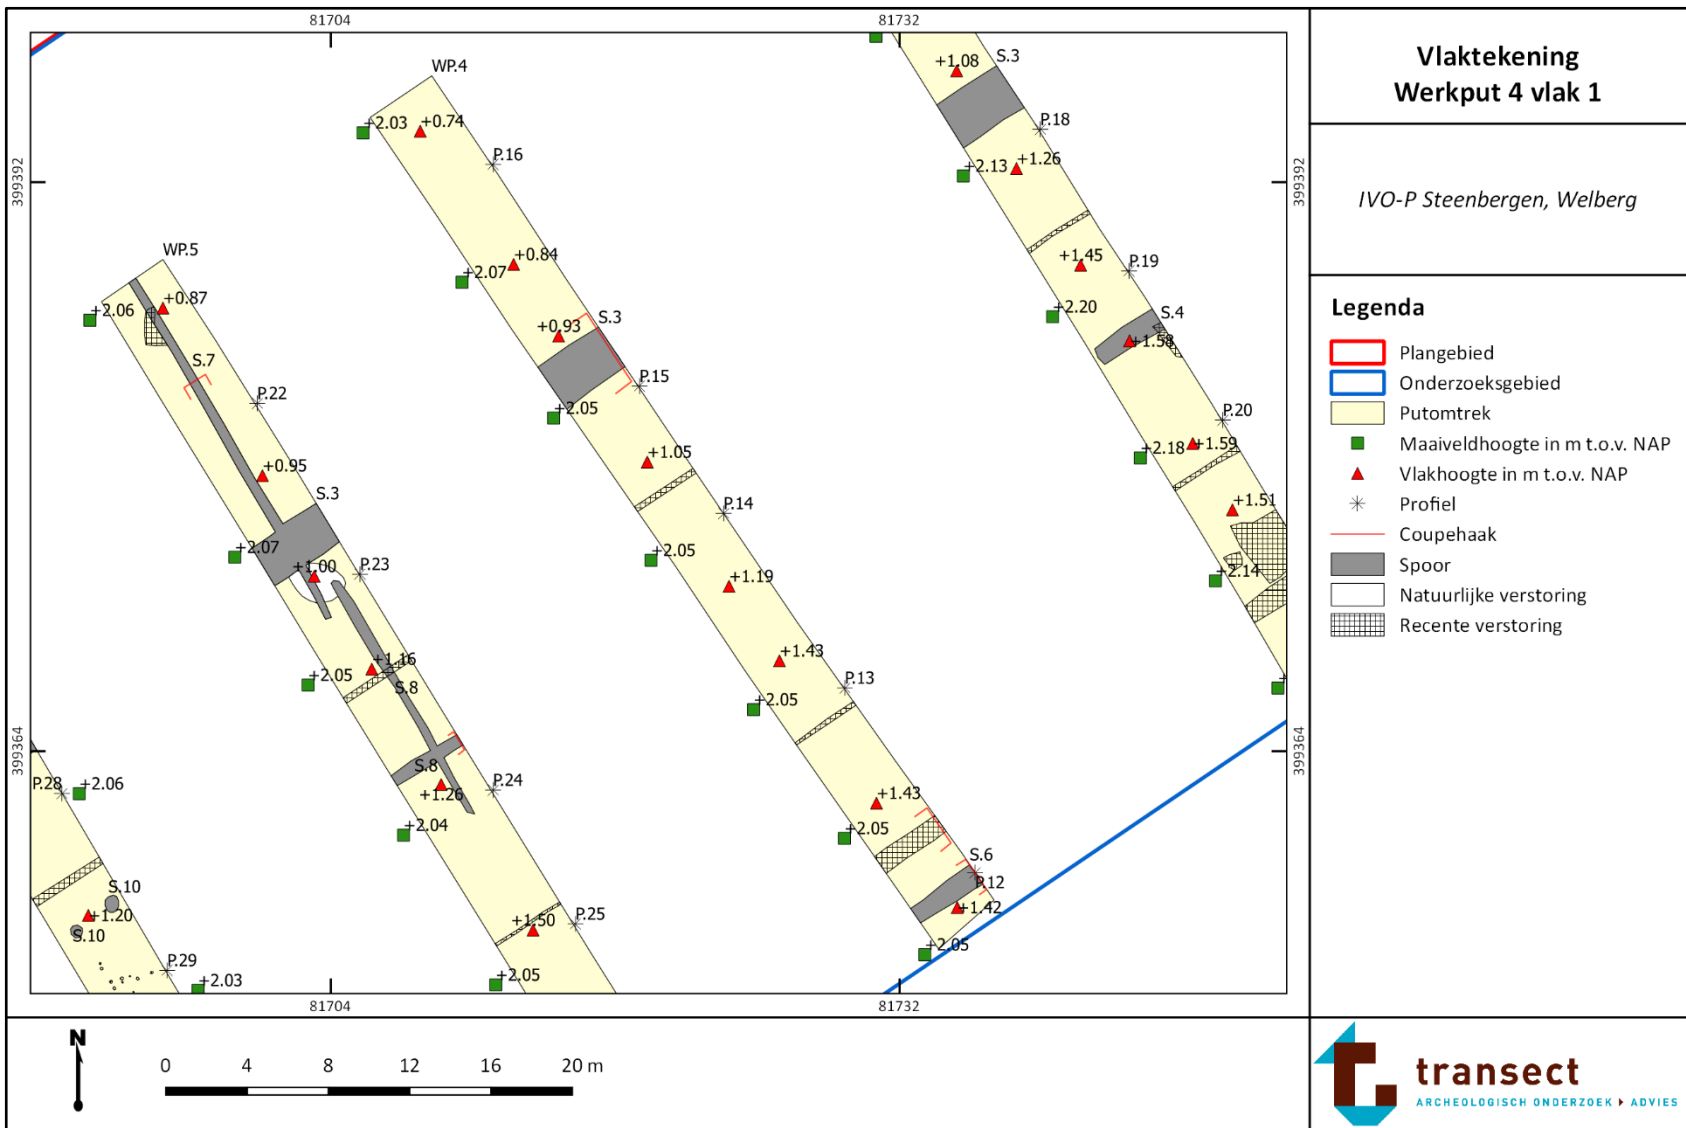 81704
81732
Vlaktekening
Werkput 4 vlak 1
IVO-P Steenbergen, Welberg
Legenda
Plangebied
Onderzoeksgebied
Putomtrek
Maaiveldhoogte in m t.o.v. NAP
Vlakhoogte in m t.o.v. NAP
Profiel
Coupehaak
Spoor
Natuurlijke verstoring
Recente verstoring
399392
399392
399364
399364
WP.4
+2.03
+0.74
P.16
+0.84
+2.07
+0.93
S.3
P.15
+2.05
+1.05
P.14
+2.05
+1.19
+1.43
P.13
+2.05
+1.43
+2.05
S.6
P.12
+1.42
+2.05
WP.5
+0.87
+2.06
S.7
P.22
+0.95
S.3
+2.07
+1.00
P.23
+1.16
+2.05
S.8
S.8
+1.26
P.24
+2.04
+1.50
P.25
+2.05
P.28
+2.06
S.10
+1.20
S.10
P.29
+2.03
+1.08
S.3
P.18
+2.13
+1.26
+1.45
P.19
+2.20
S.4
+1.58
P.20
+2.18
+1.59
+1.51
+2.14
81704
81732
N
0 4 8 12 16 20 m
transect
ARCHEOLOGISCH ONDERZOEK ADVIES